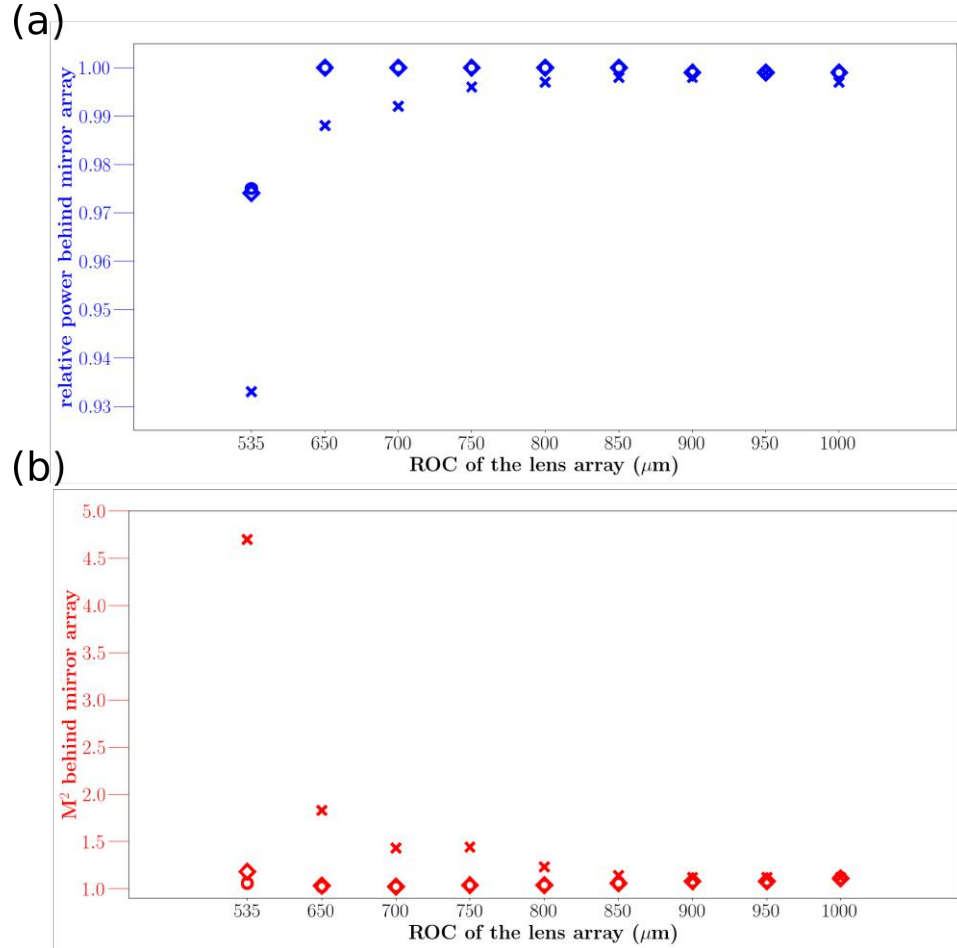 (a)
relative power behind mirror array
1.00
0.99
0.98
0.97
0.96
0.95
0.94
0.93
535 650 700 750 800 850 900 950 1000
ROC of the lens array (μm)
(b)
M² behind mirror array
5.0
4.5
4.0
3.5
3.0
2.5
2.0
1.5
1.0
535 650 700 750 800 850 900 950 1000
ROC of the lens array (μm)